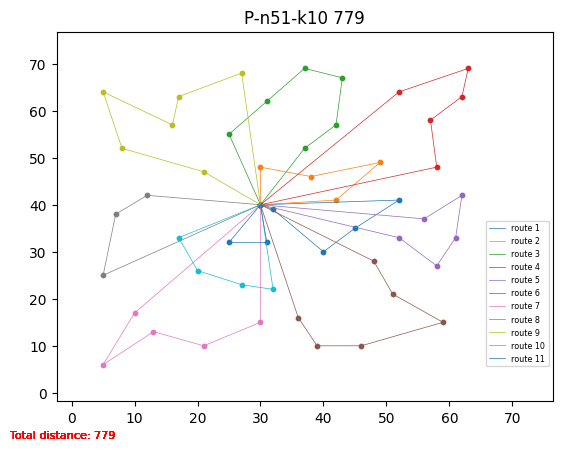 P-n51-k10 779
70
60
50
40
30
20
10
0
0 10 20 30 40 50 60 70
route 1
route 2
route 3
route 4
route 5
route 6
route 7
route 8
route 9
route 10
route 11
Total distance: 779